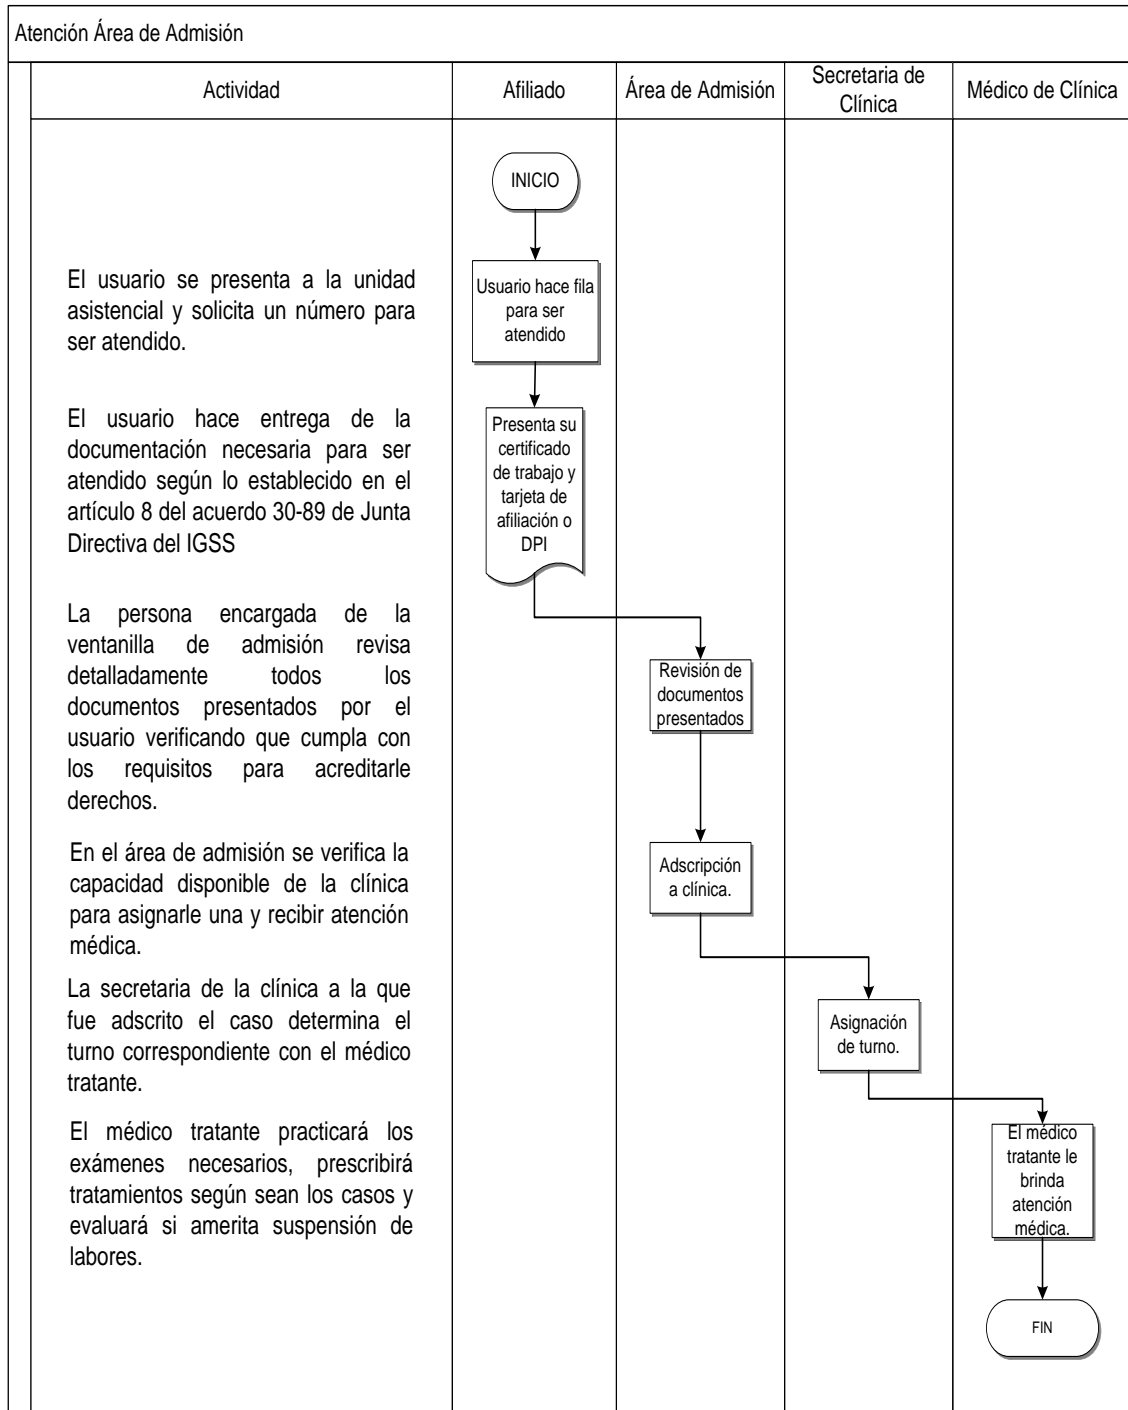 Atención Área de Admisión
Actividad
Afiliado
Área de Admisión
Secretaria de
Clínica
Médico de Clínica
INICIO
El usuario se presenta a la unidad
asistencial y solicita un número para
ser atendido.
Usuario hace fila
para ser
atendido
El usuario hace entrega de la
documentación necesaria para ser
atendido según lo establecido en el
artículo 8 del acuerdo 30-89 de Junta
Directiva del IGSS
Presenta su
certificado
de trabajo y
tarjeta de
afiliación o
DPI
La persona encargada de la
ventanilla de admisión revisa
detalladamente todos los
documentos presentados por el
usuario verificando que cumpla con
los requisitos para acreditarle
derechos.
Revisión de
documentos
presentados
En el área de admisión se verifica la
capacidad disponible de la clínica
para asignarle una y recibir atención
médica.
Adscripción
a clínica.
La secretaria de la clínica a la que
fue adscrito el caso determina el
turno correspondiente con el médico
tratante.
Asignación
de turno.
El médico tratante practicará los
exámenes necesarios, prescribirá
tratamientos según sean los casos y
evaluará si amerita suspensión de
labores.
El médico
tratante le
brinda
atención
médica.
FIN